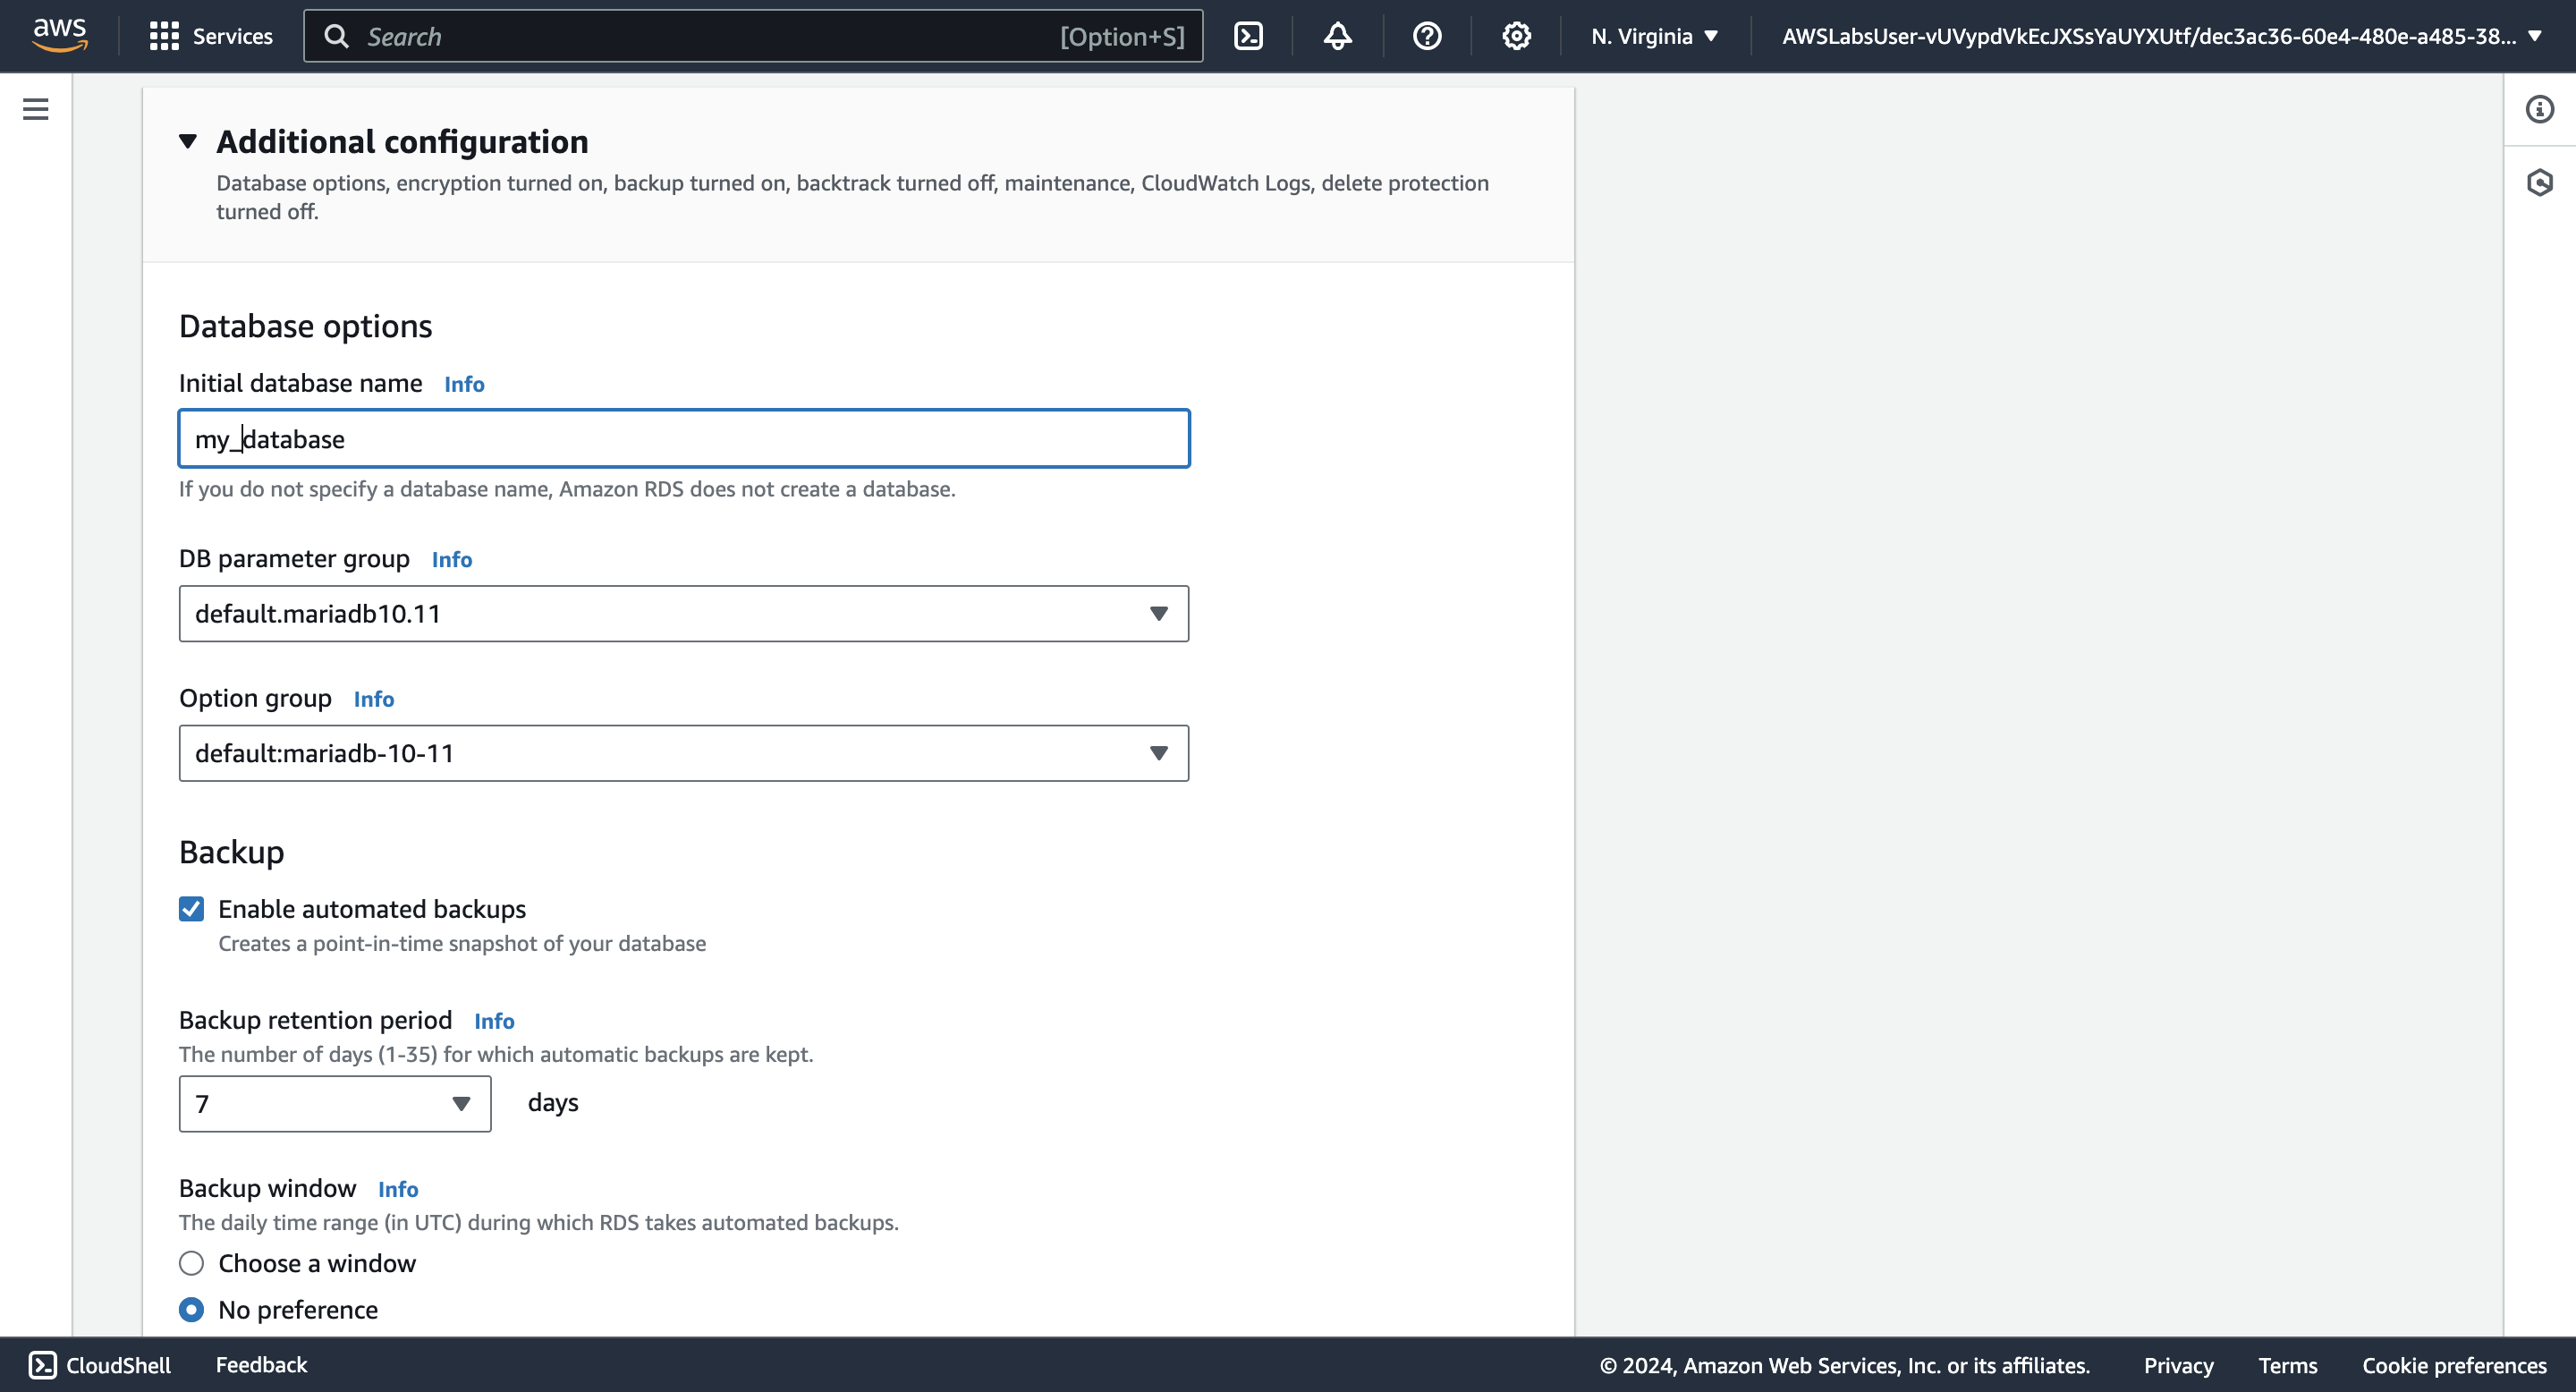 aws
Services
Search
[Option+S]
N. Virginia
AWSLabsUser-vUVypdVkEcJXSsYaUYXUtf/dec3ac36-60e4-480e-a485-38...
Additional configuration
Database options, encryption turned on, backup turned on, backtrack turned off, maintenance, CloudWatch Logs, delete protection
turned off.
Database options
Initial database name Info
my_database
If you do not specify a database name, Amazon RDS does not create a database.
DB parameter group Info
default.mariadb10.11
Option group Info
default:mariadb-10-11
Backup
Enable automated backups
Creates a point-in-time snapshot of your database
Backup retention period Info
The number of days (1-35) for which automatic backups are kept.
7 days
Backup window Info
The daily time range (in UTC) during which RDS takes automated backups.
Choose a window
No preference
CloudShell
Feedback
© 2024, Amazon Web Services, Inc. or its affiliates.
Privacy
Terms
Cookie preferences